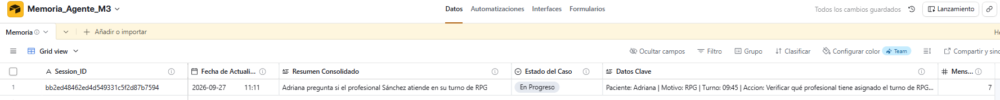 Memoria_Agente_M3
Datos Automatizaciones Interfaces Formularios
Todos los cambios guardados Lanzamiento
Memoria Añadir o importar
Grid view Ocultar campos Filtro Grupo Clasificar Configurar color Team Compartir y sinc
Session_ID Fecha de Actuali... Resumen Consolidado Estado del Caso Datos Clave Mens...
1 bb2ed48462ed4d549331c5f2d87b7594 2026-09-27 11:11 Adriana pregunta si el profesional Sánchez atiende en su turno de RPG En Progreso Paciente: Adriana | Motivo: RPG | Turno: 09:45 | Accion: Verificar qué profesional tiene asignado el turno de RPG... 7